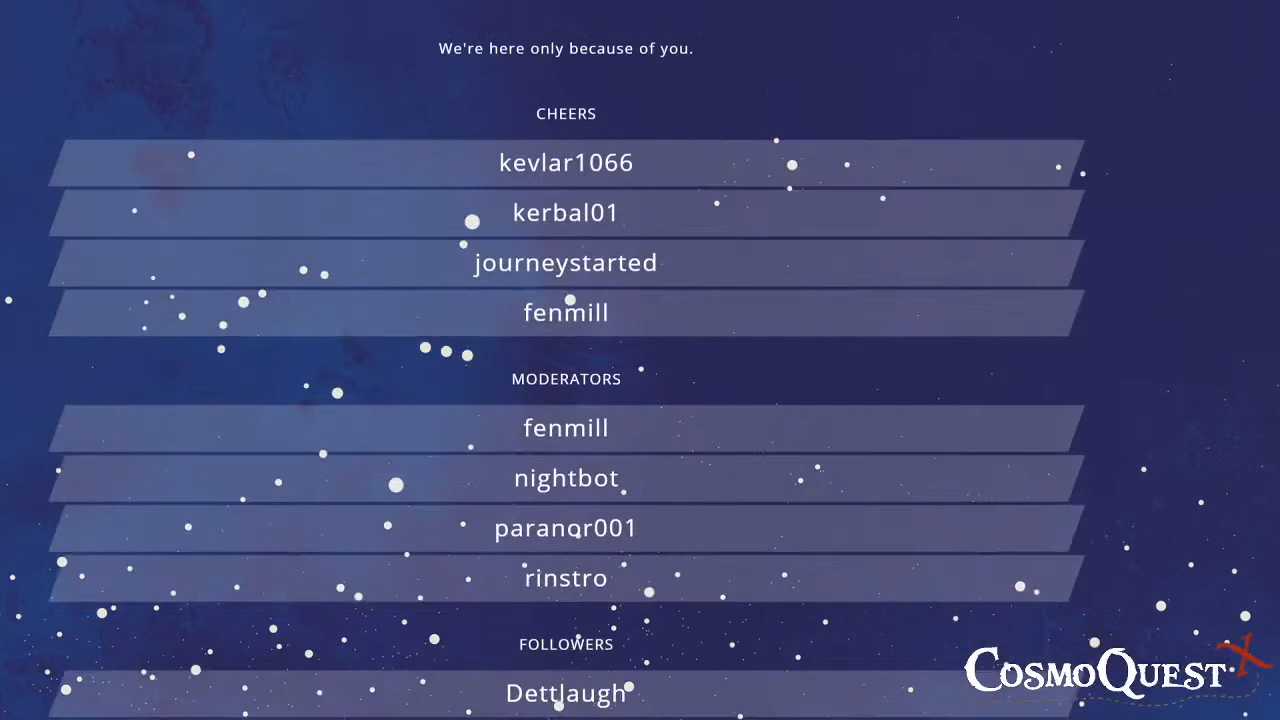 We're here only because of you.
CHEERS
kevlar1066
kerbal01
journeystarted
fenmill
MODERATORS
fenmill
nightbot
paranor001
rinstro
FOLLOWERS
Dettlaugh
CosmoQuest X